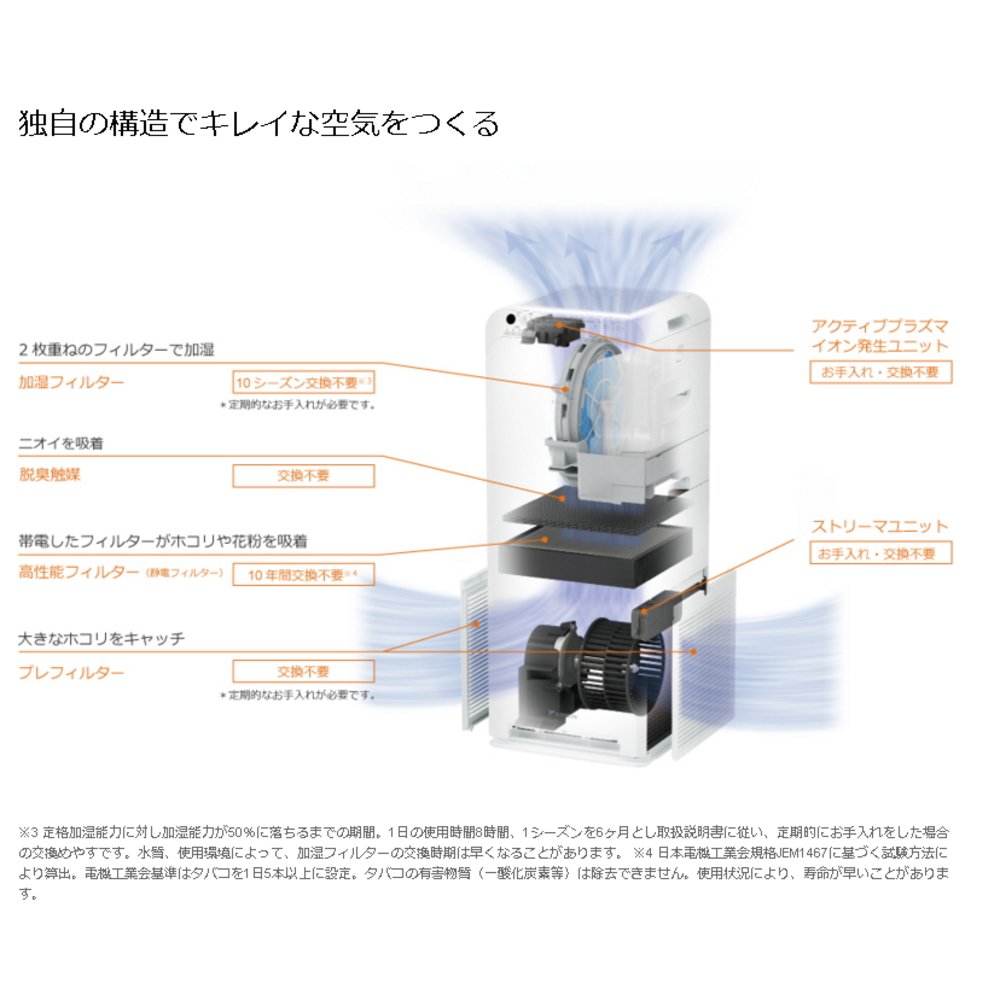 独自の構造でキレイな空気をつくる
2枚重ねのフィルターで加湿
加湿フィルター 10シーズン交換不要※3
＊定期的なお手入れが必要です。
ニオイを吸着
脱臭触媒 交換不要
帯電したフィルターがホコリや花粉を吸着
高性能フィルター（静電フィルター） 10年間交換不要※4
大きなホコリをキャッチ
プレフィルター 交換不要
＊定期的なお手入れが必要です。
アクティブプラズマ
イオン発生ユニット
お手入れ・交換不要
ストリーマユニット
お手入れ・交換不要
※3 定格加湿能力に対し加湿能力が50%に落ちるまでの期間。1日の使用時間8時間、1シーズンを6ヶ月とし取扱説明書に従い、定期的にお手入れをした場合
の交換めやすです。水質、使用環境によって、加湿フィルターの交換時期は早くなることがあります。 ※4 日本電機工業会規格JEM1467に基づく試験方法に
より算出。電機工業会基準はタバコを1日5本以上に設定。タバコの有害物質（一酸化炭素等）は除去できません。使用状況により、寿命が早いことがありま
す。